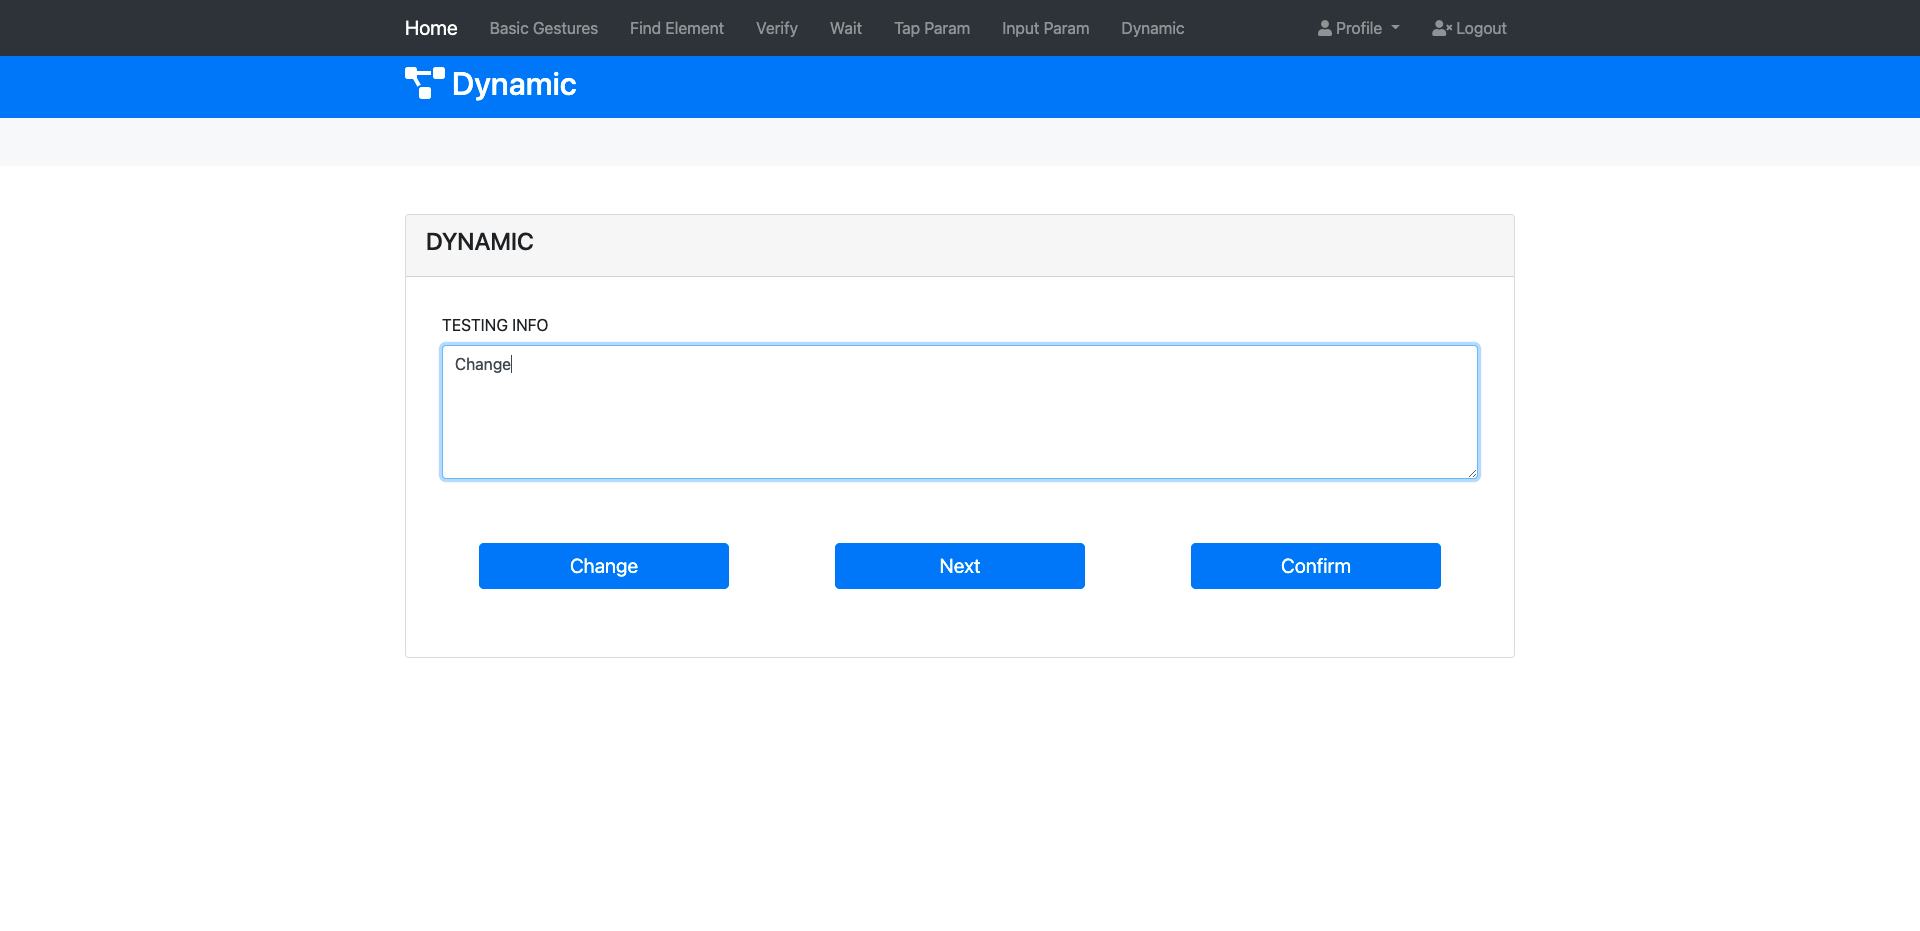 Home Basic Gestures Find Element Verify Wait Tap Param Input Param Dynamic Profile Logout
Dynamic
DYNAMIC
TESTING INFO
Change
Change Next Confirm